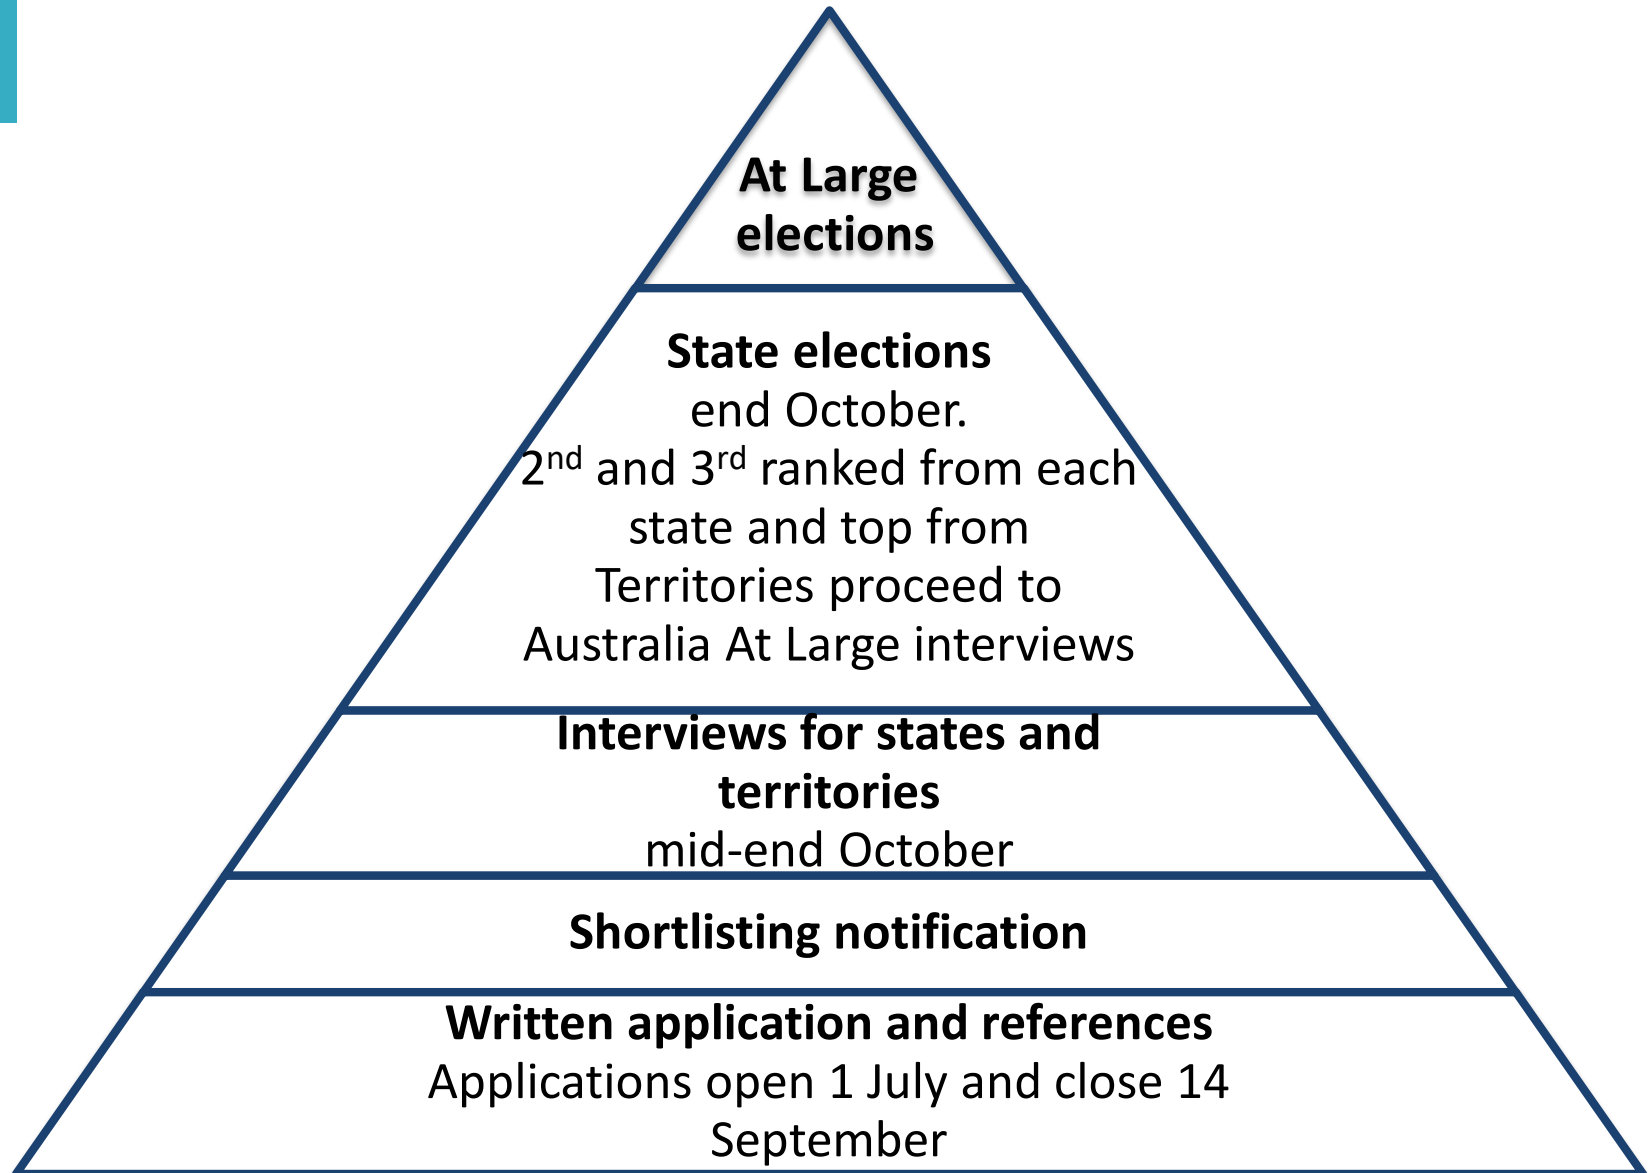 At Large
elections
State elections
end October.
2nd and 3rd ranked from each
state and top from
Territories proceed to
Australia At Large interviews
Interviews for states and
territories
mid-end October
Shortlisting notification
Written application and references
Applications open 1 July and close 14
September